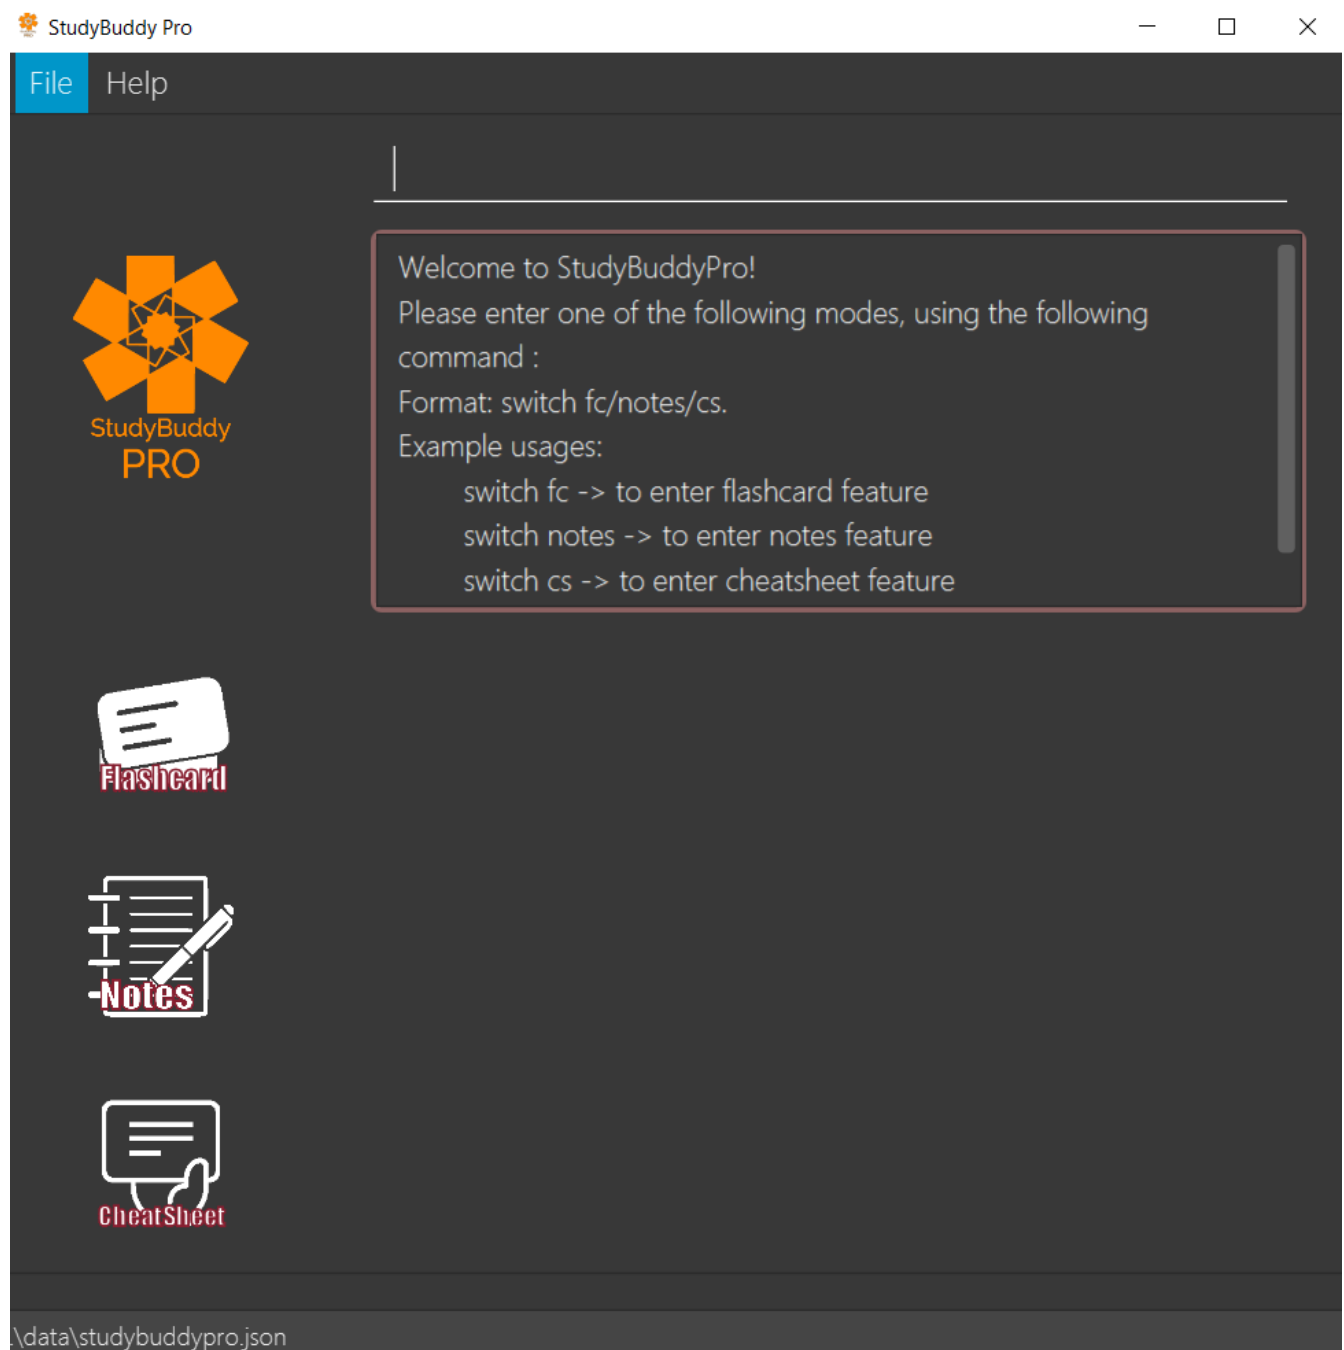 StudyBuddy Pro
File Help
Welcome to StudyBuddyPro!
Please enter one of the following modes, using the following
command :
Format: switch fc/notes/cs.
Example usages:
switch fc -> to enter flashcard feature
switch notes -> to enter notes feature
switch cs -> to enter cheatsheet feature
StudyBuddy
PRO
Flashcard
Notes
CheatSheet
.\data\studybuddypro.json